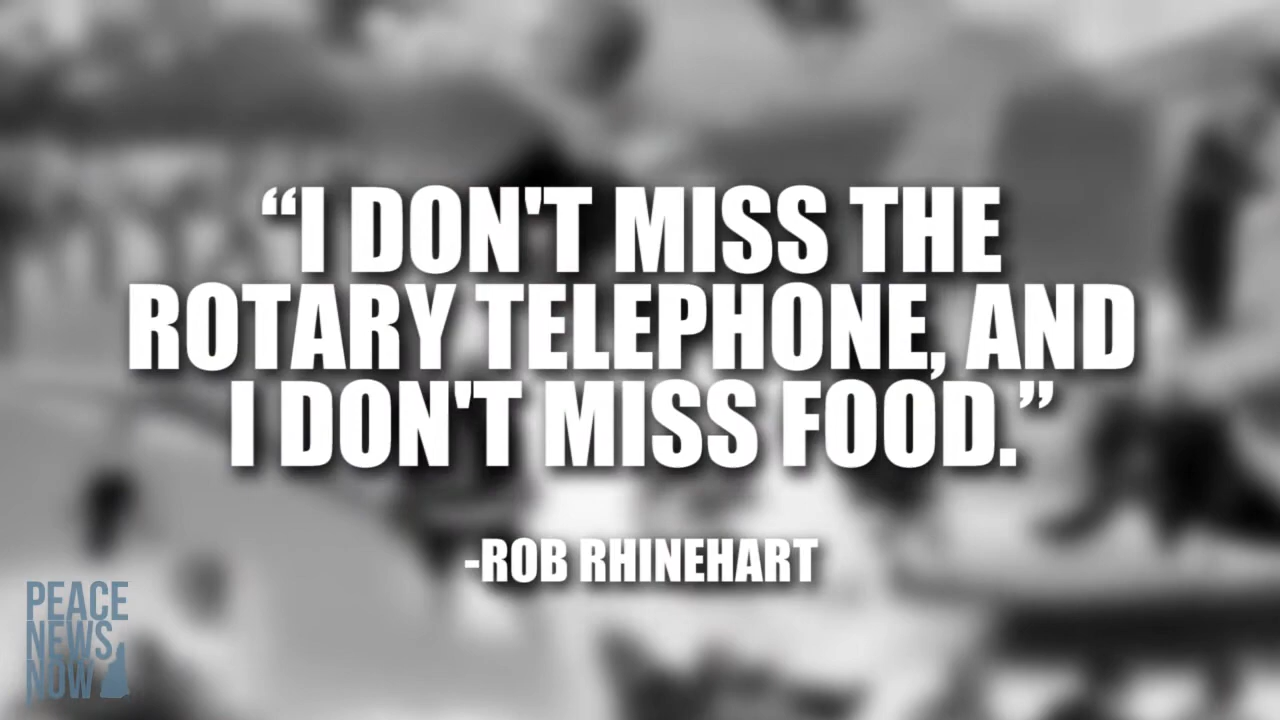 “I DON'T MISS THE
ROTARY TELEPHONE, AND
I DON'T MISS FOOD.”
-ROB RHINEHART
PEACE
NEWS
NOW